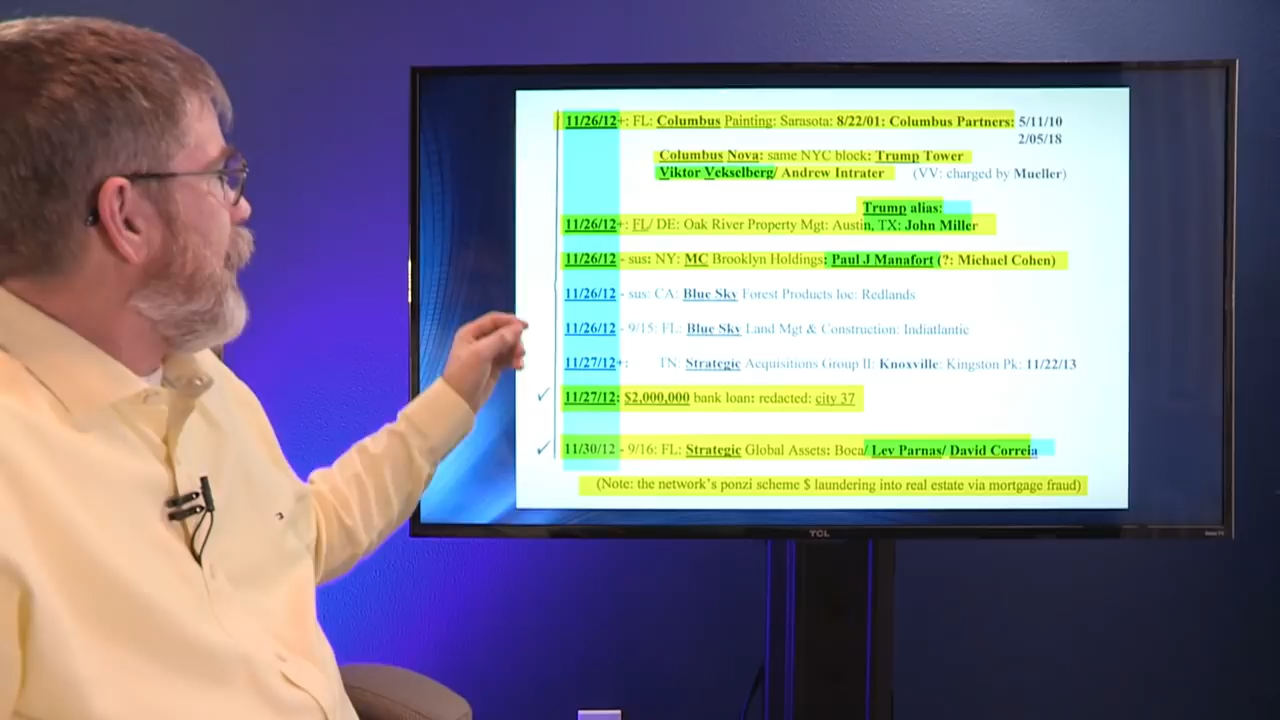 11/26/12+: FL: Columbus Painting: Sarasota: 8/22/01: Columbus Partners: 5/11/10
2/05/18
Columbus Nova: same NYC block: Trump Tower
Viktor Vekselberg/ Andrew Intrater (VV: charged by Mueller)
Trump alias:
11/26/12+: FL/ DE: Oak River Property Mgt: Austin, TX: John Miller
11/26/12 - sus: NY: MC Brooklyn Holdings: Paul J Manafort (?: Michael Cohen)
11/26/12 - sus: CA: Blue Sky Forest Products Ioc: Redlands
11/26/12 - 9/15: FL: Blue Sky Land Mgt & Construction: Indiatlantic
11/27/12+: TN: Strategic Acquisitions Group II: Knoxville: Kingston Pk: 11/22/13
✓ 11/27/12: $2,000,000 bank loan: redacted: city 37
✓ 11/30/12 - 9/16: FL: Strategic Global Assets: Boca/ Lev Parnas/ David Correia
(Note: the network's ponzi scheme $ laundering into real estate via mortgage fraud)
TCL